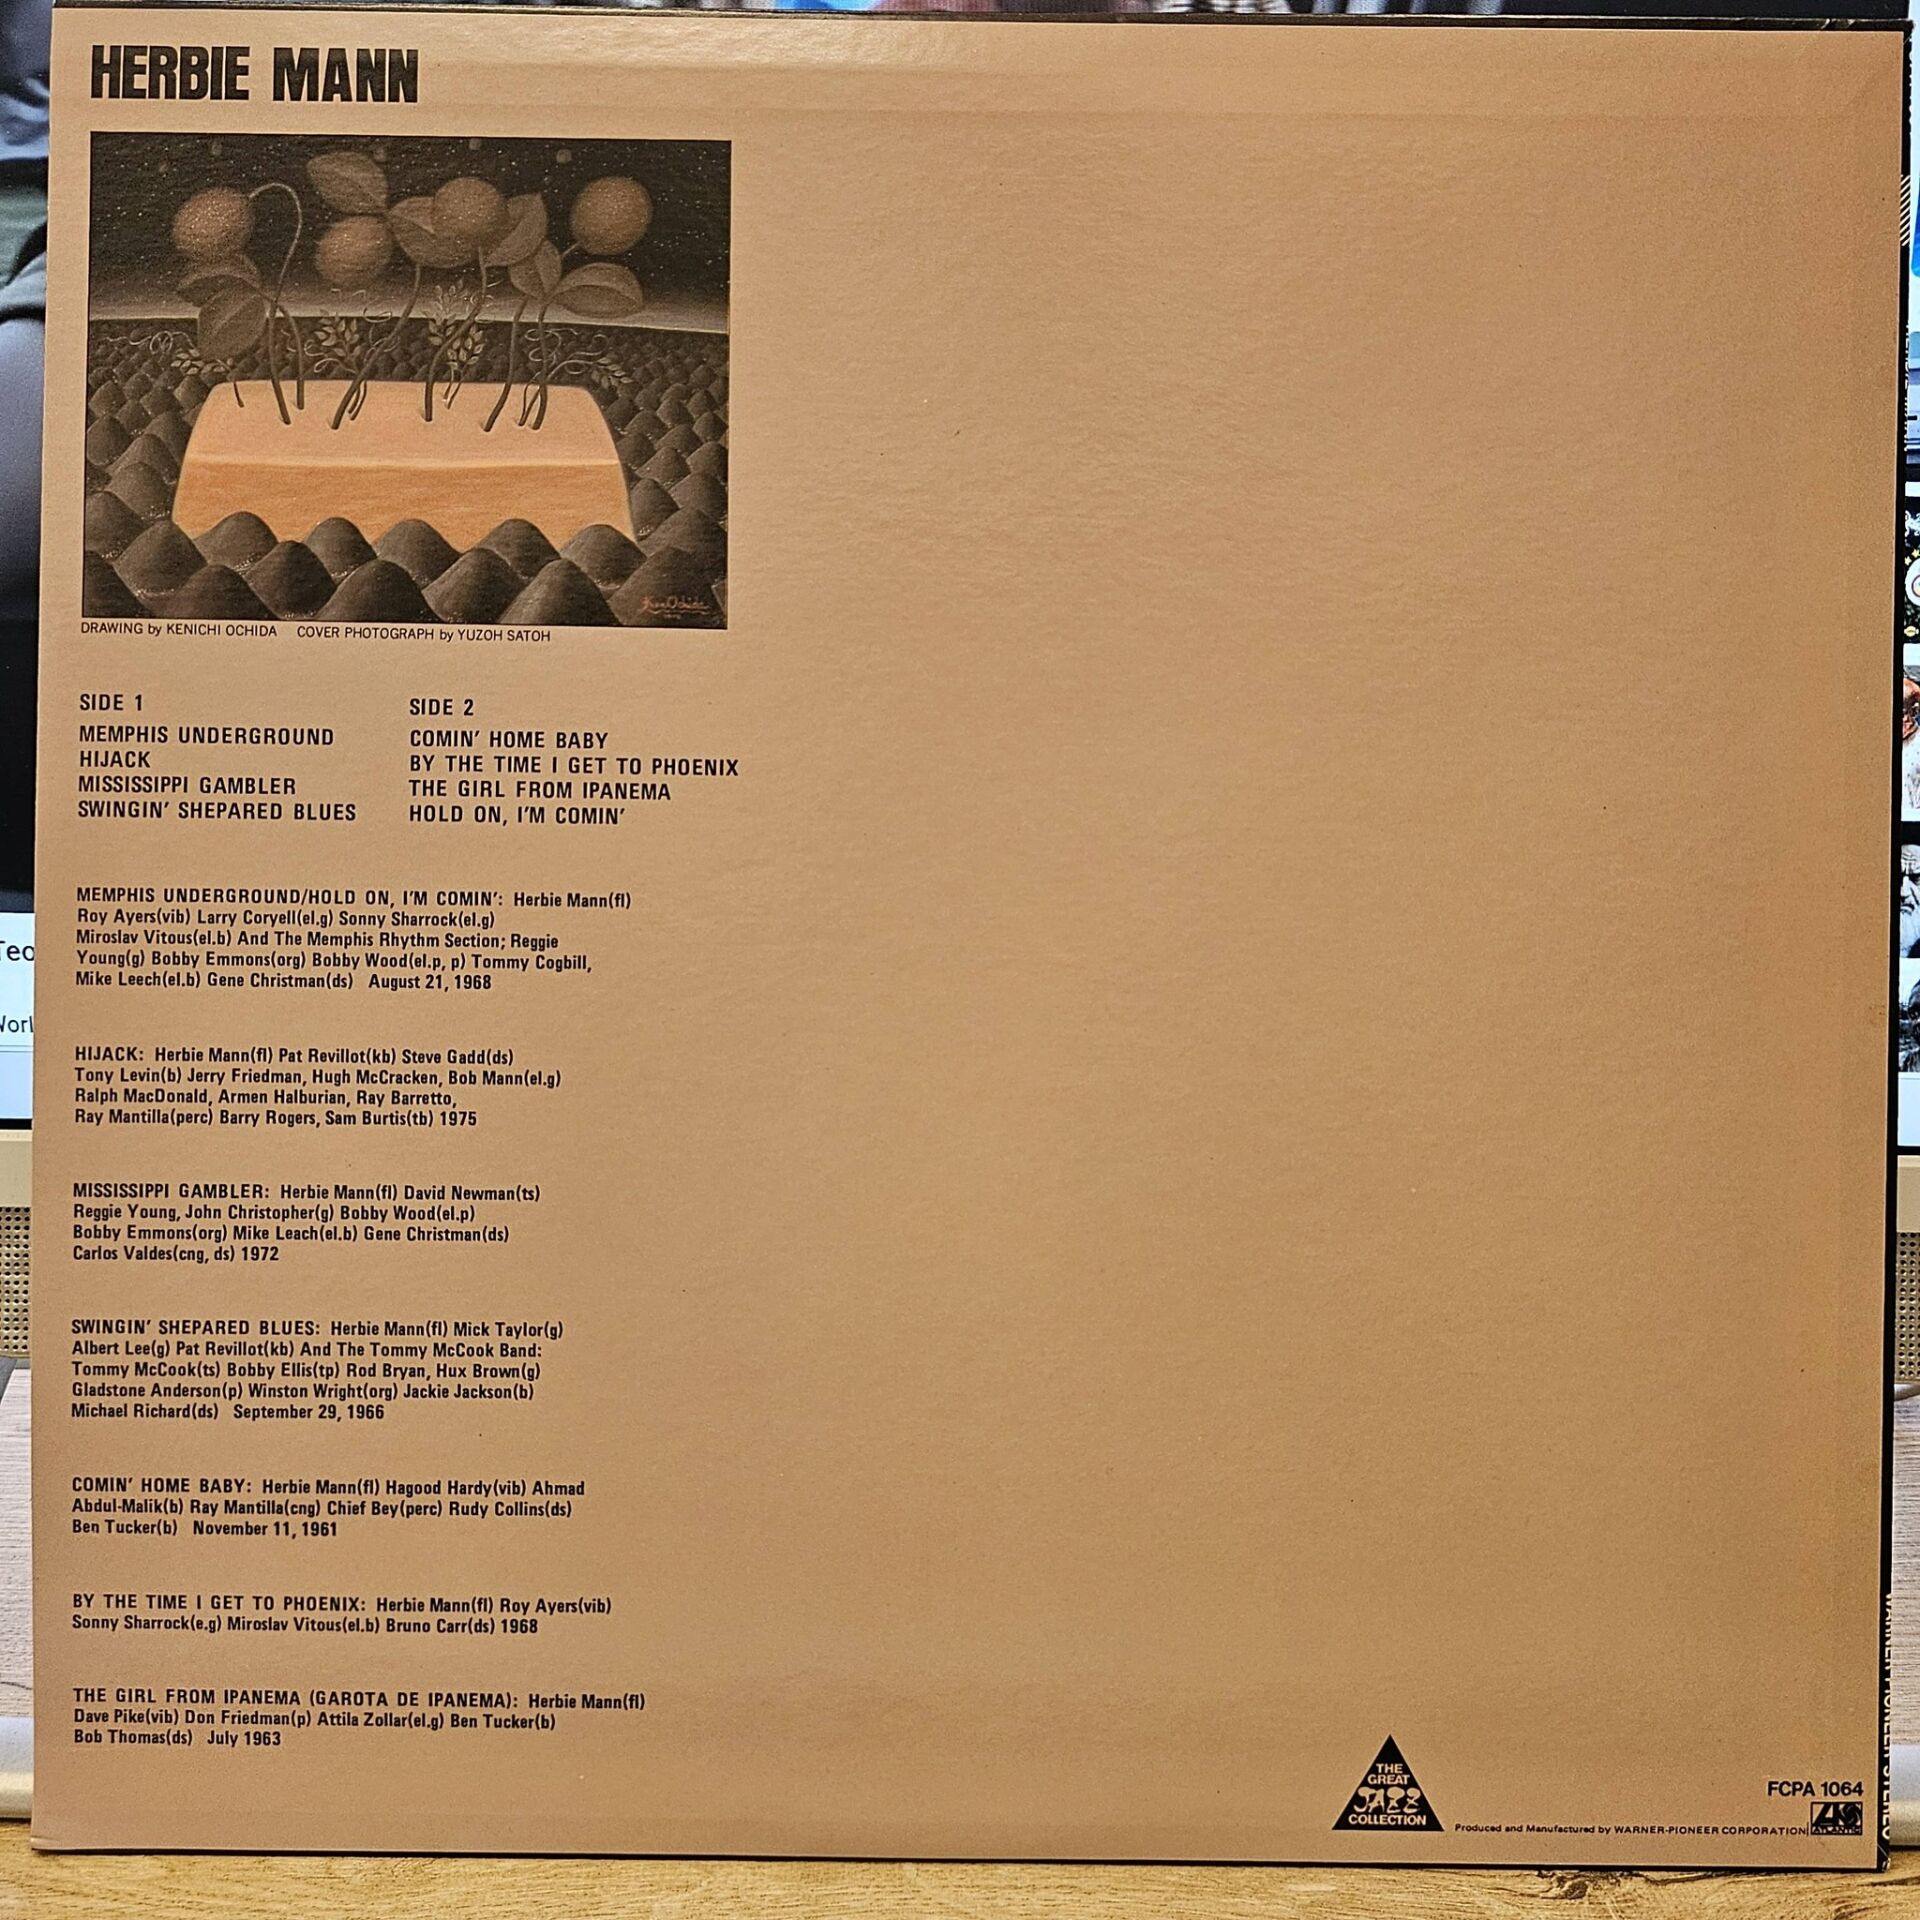 HERBIE MANN
DRAWING by KENICHI OCHIDA COVER PHOTOGRAPH by YUZOH SATOH
SIDE 1
MEMPHIS UNDERGROUND
HIJACK
MISSISSIPPI GAMBLER
SWINGIN' SHEPARED BLUES
SIDE 2
COMIN' HOME BABY
BY THE TIME I GET TO PHOENIX
THE GIRL FROM IPANEMA
HOLD ON, I'M COMIN'
MEMPHIS UNDERGROUND/HOLD ON, I'M COMIN': Herbie Mann(fl)
Roy Ayers(vib) Larry Coryell(el.g) Sonny Sharrock(el.g)
Miroslav Vitous(el.b) And The Memphis Rhythm Section; Reggie
Young(g) Bobby Emmons(org) Bobby Wood(el.p, p) Tommy Cogbill,
Mike Leech(el.b) Gene Christman(ds) August 21, 1968
HIJACK: Herbie Mann(fl) Pat Revillot(kb) Steve Gadd(ds)
Tony Levin(b) Jerry Friedman, Hugh McCracken, Bob Mann(el.g)
Ralph MacDonald, Armen Halburian, Ray Barretto,
Ray Mantilla(perc) Barry Rogers, Sam Burtis(tb) 1975
MISSISSIPPI GAMBLER: Herbie Mann(fl) David Newman(ts)
Reggie Young, John Christopher(g) Bobby Wood(el.p)
Bobby Emmons(org) Mike Leach(el.b) Gene Christman(ds)
Carlos Valdes(cng, ds) 1972
SWINGIN' SHEPARED BLUES: Herbie Mann(fl) Mick Taylor(g)
Albert Lee(g) Pat Revillot(kb) And The Tommy McCook Band:
Tommy McCook(ts) Bobby Ellis(tp) Rod Bryan, Hux Brown(g)
Gladstone Anderson(p) Winston Wright(org) Jackie Jackson(b)
Michael Richard(ds) September 29, 1966
COMIN' HOME BABY: Herbie Mann(fl) Hagood Hardy(vib) Ahmad
Abdul-Malik(b) Ray Mantilla(cng) Chief Bey(perc) Rudy Collins(ds)
Ben Tucker(b) November 11, 1961
BY THE TIME I GET TO PHOENIX: Herbie Mann(fl) Roy Ayers(vib)
Sonny Sharrock(e.g) Miroslav Vitous(el.b) Bruno Carr(ds) 1968
THE GIRL FROM IPANEMA (GAROTA DE IPANEMA): Herbie Mann(fl)
Dave Pike(vib) Don Friedman(p) Attila Zollar(el.g) Ben Tucker(b)
Bob Thomas(ds) July 1963
THE
GREAT
JAZZ
COLLECTION
FCPA 1064
Produced and Manufactured by WARNER-PIONEER CORPORATION
ATLANTIC